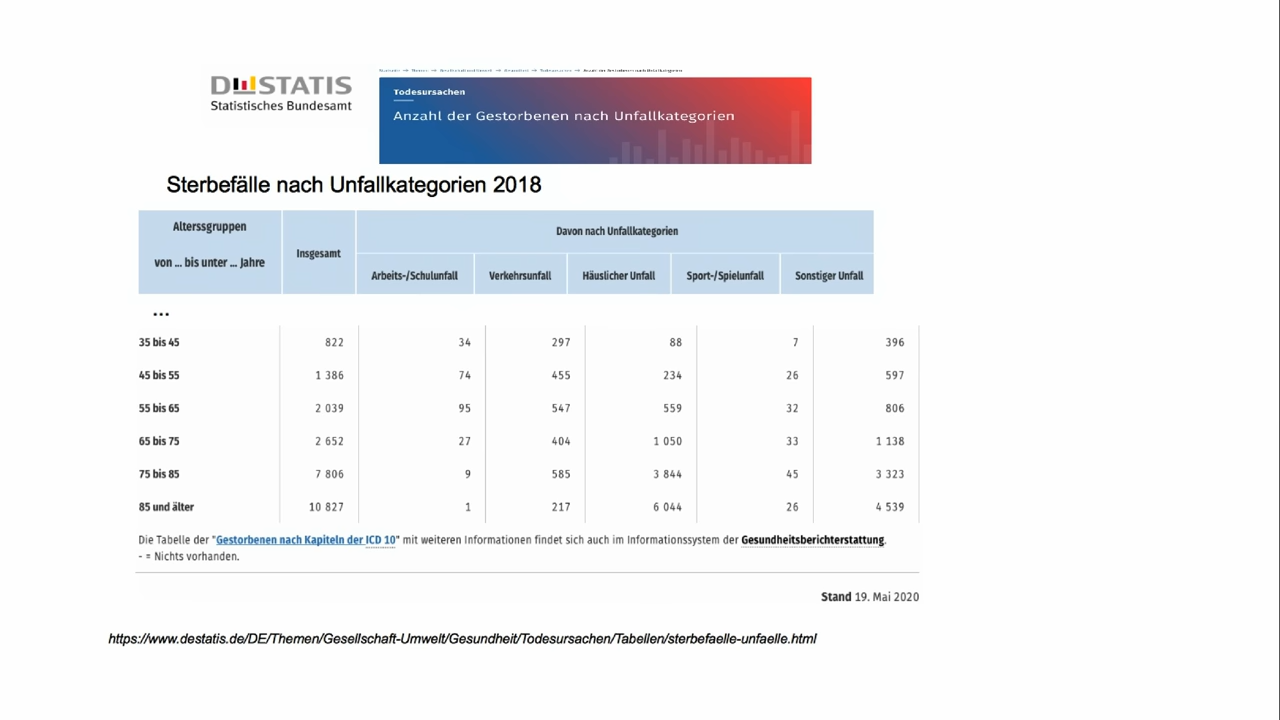 D STATIS
Statistisches Bundesamt
Todesursachen
Anzahl der Gestorbenen nach Unfallkategorien
Sterbefälle nach Unfallkategorien 2018
Alterssgruppen
von ... bis unter ... Jahre
Insgesamt
Davon nach Unfallkategorien
Arbeits-/Schulunfall Verkehrsunfall Häuslicher Unfall Sport-/Spielunfall Sonstiger Unfall
...
35 bis 45 822 34 297 88 7 396
45 bis 55 1 386 74 455 234 26 597
55 bis 65 2 039 95 547 559 32 806
65 bis 75 2 652 27 404 1 050 33 1 138
75 bis 85 7 806 9 585 3 844 45 3 323
85 und älter 10 827 1 217 6 044 26 4 539
Die Tabelle der "Gestorbenen nach Kapiteln der ICD 10" mit weiteren Informationen findet sich auch im Informationssystem der Gesundheitsberichterstattung.
- = Nichts vorhanden.
Stand 19. Mai 2020
https://www.destatis.de/DE/Themen/Gesellschaft-Umwelt/Gesundheit/Todesursachen/Tabellen/sterbefaelle-unfaelle.html